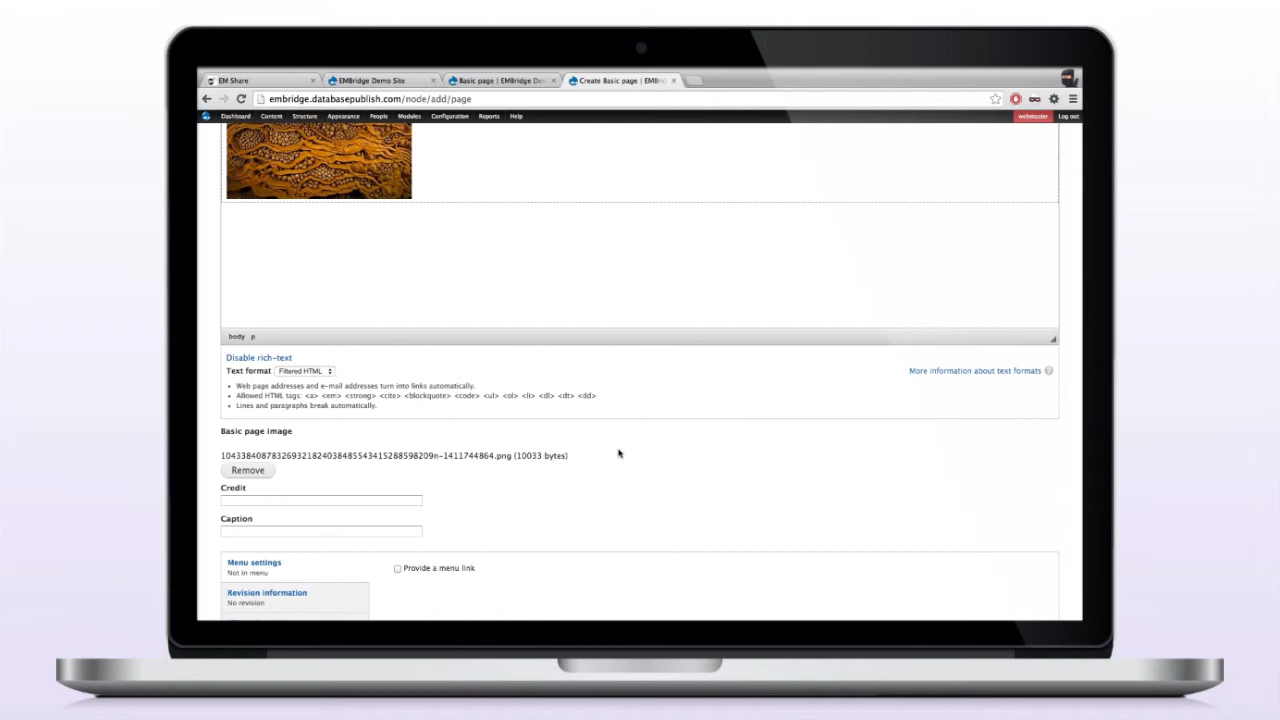 EM Share
EMBridge Demo Site
Basic page | EMBridge De
Create Basic page | EMBri
embridge.databasepublish.com/node/add/page
Dashboard Content Structure Appearance People Modules Configuration Reports Help webmaster Log out
body p
Disable rich-text
Text format Filtered HTML More information about text formats ?
• Web page addresses and e-mail addresses turn into links automatically.
• Allowed HTML tags: <a> <em> <strong> <cite> <blockquote> <code> <ul> <ol> <li> <dl> <dt> <dd>
• Lines and paragraphs break automatically.
Basic page image
10433840878326932182403848554341528859​8209n-1411744864.png (10033 bytes)
Remove
Credit
Caption
Menu settings
Not in menu
Provide a menu link
Revision information
No revision